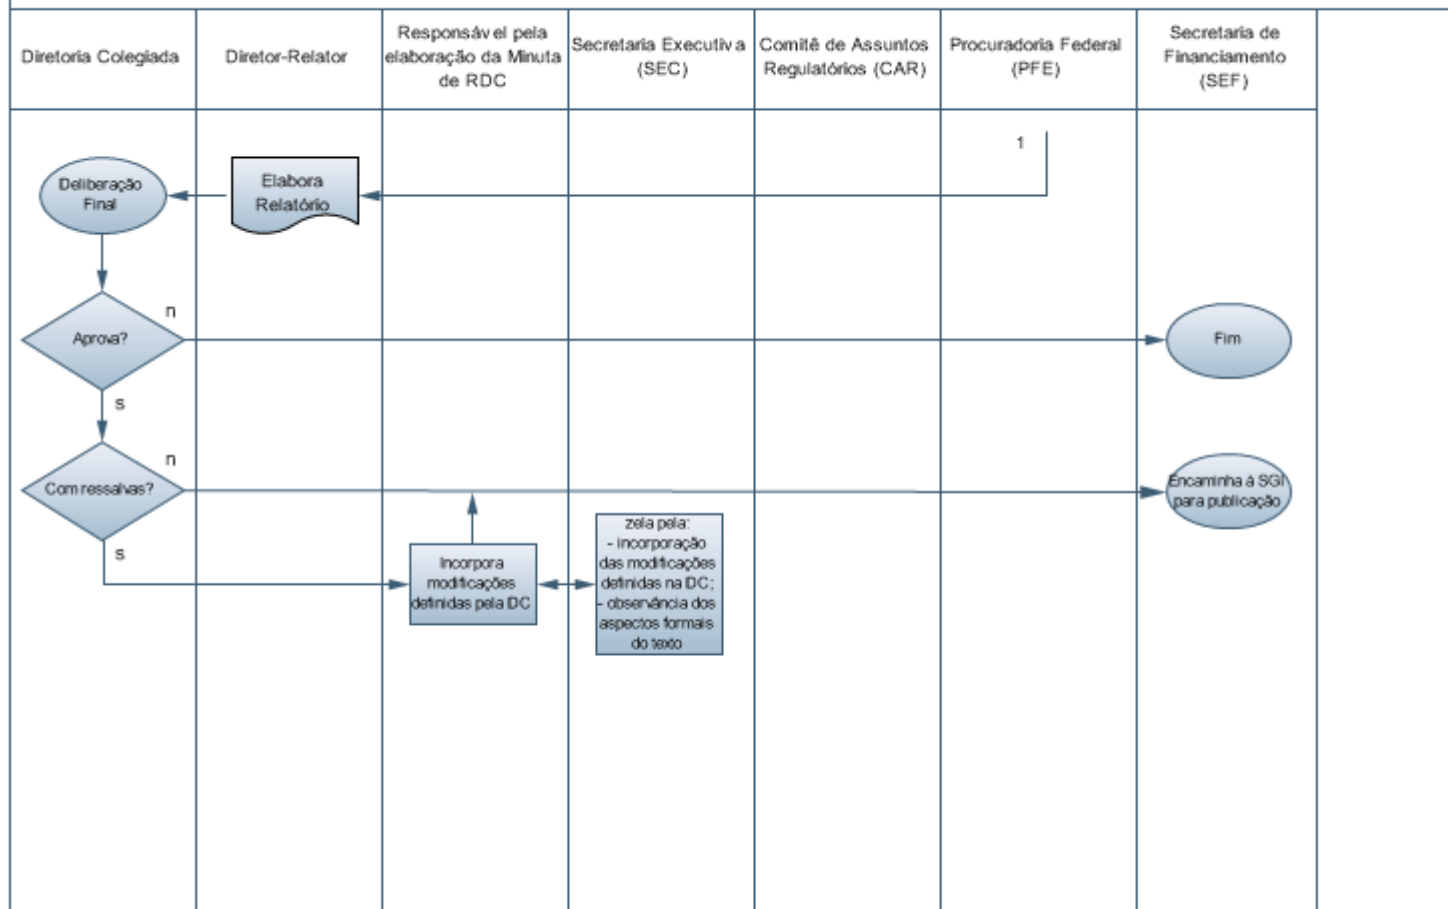 Diretoria Colegiada
Diretor-Relator
Responsável pela
elaboração da Minuta
de RDC
Secretaria Executiva
(SEC)
Comitê de Assuntos
Regulatórios (CAR)
Procuradoria Federal
(PFE)
Secretaria de
Financiamento
(SEF)
1
Deliberação
Final
Elabora
Relatório
n
Aprova?
Fim
s
n
Com ressalvas?
Encaminha à SGI
para publicação
s
Incorpora
modificações
definidas pela DC
zela pela:
- incorporação
das modificações
definidas na DC;
- observância dos
aspectos formais
do texto